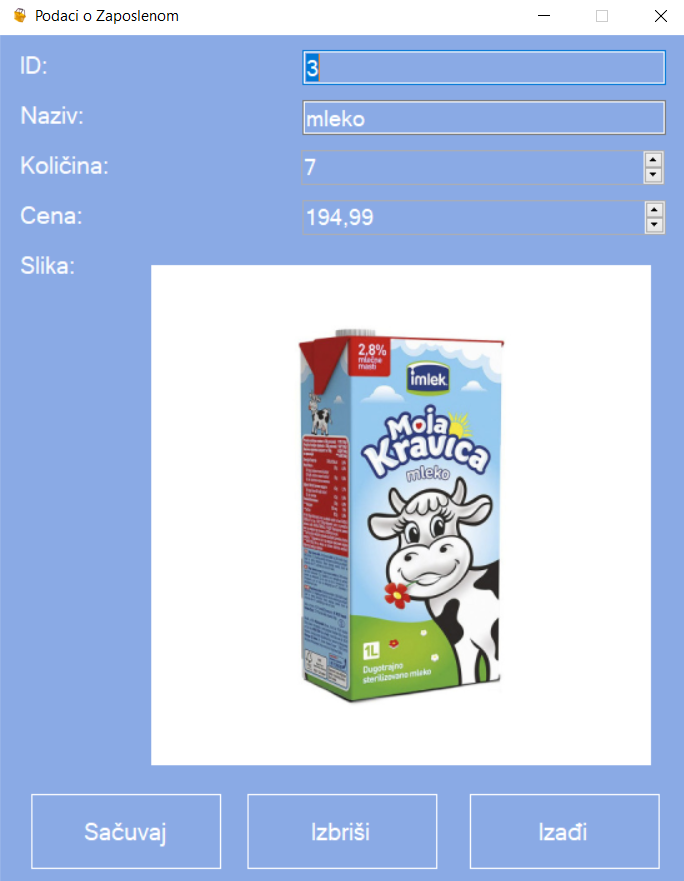 Podaci o Zaposlenom
ID:
3
Naziv:
mleko
Količina:
7
Cena:
194,99
Slika:
2,8%
mlečne
masti
imlek
Moja
Kravica
mleko
1L
Dugotrajno
sterilizovano mleko
Sačuvaj
Izbriši
Izađi